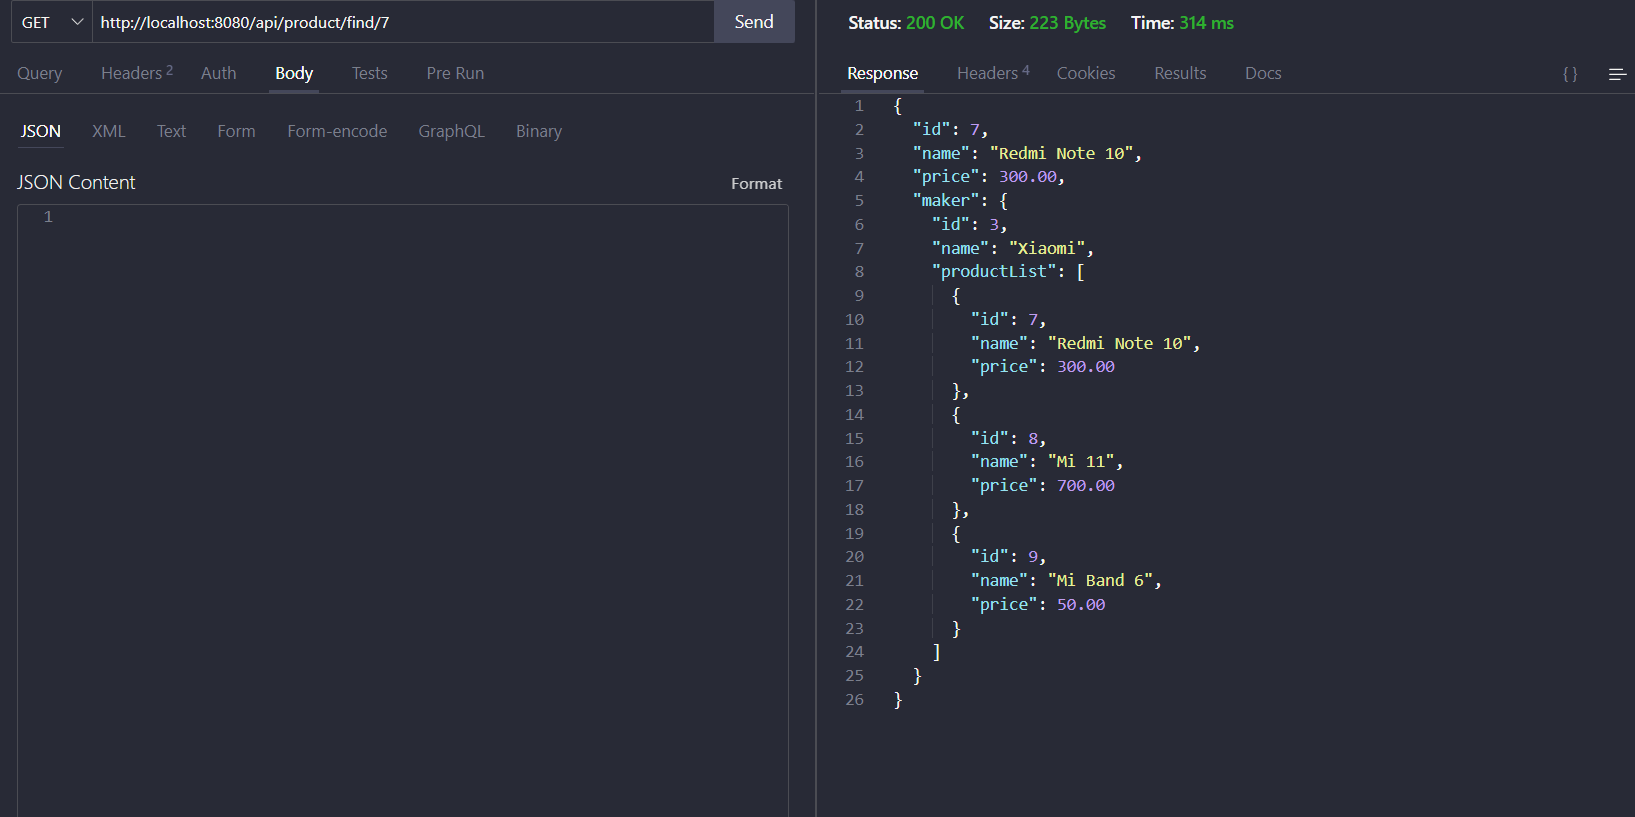 GET http://localhost:8080/api/product/find/7 Send
Query Headers 2 Auth Body Tests Pre Run
JSON XML Text Form Form-encode GraphQL Binary
JSON Content Format
1
Status: 200 OK Size: 223 Bytes Time: 314 ms
Response Headers 4 Cookies Results Docs {}
1 {
2 "id": 7,
3 "name": "Redmi Note 10",
4 "price": 300.00,
5 "maker": {
6 "id": 3,
7 "name": "Xiaomi",
8 "productList": [
9 {
10 "id": 7,
11 "name": "Redmi Note 10",
12 "price": 300.00
13 },
14 {
15 "id": 8,
16 "name": "Mi 11",
17 "price": 700.00
18 },
19 {
20 "id": 9,
21 "name": "Mi Band 6",
22 "price": 50.00
23 }
24 ]
25 }
26 }